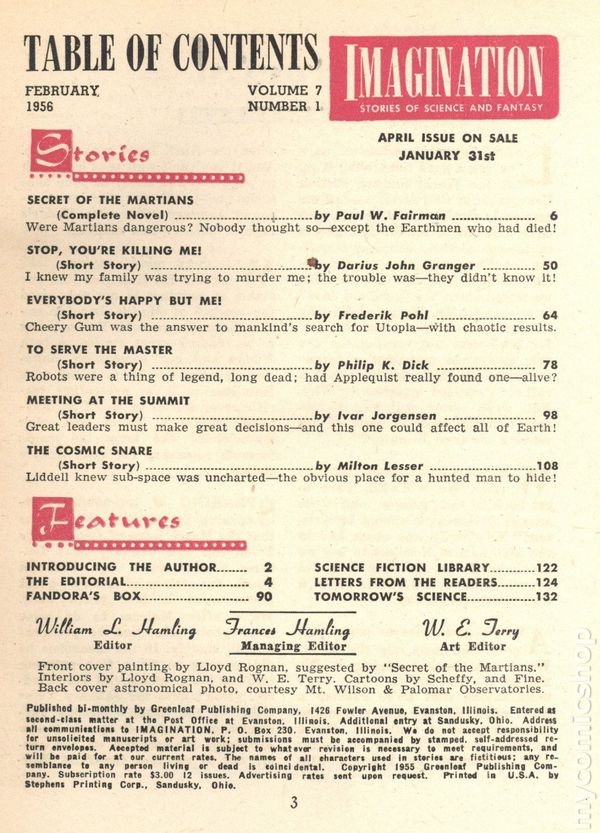 TABLE OF CONTENTS
FEBRUARY, 1956
VOLUME 7 NUMBER 1
IMAGINATION
STORIES OF SCIENCE AND FANTASY
APRIL ISSUE ON SALE
JANUARY 31st
Stories
SECRET OF THE MARTIANS
(Complete Novel) ..................................by Paul W. Fairman ................. 6
Were Martians dangerous? Nobody thought so—except the Earthmen who had died!
STOP, YOU'RE KILLING ME!
(Short Story) ........................................by Darius John Granger .......... 50
I knew my family was trying to murder me; the trouble was—they didn't know it!
EVERYBODY'S HAPPY BUT ME!
(Short Story) ........................................by Frederik Pohl .................. 64
Cheery Gum was the answer to mankind's search for Utopia—with chaotic results.
TO SERVE THE MASTER
(Short Story) ........................................by Philip K. Dick .................. 78
Robots were a thing of legend, long dead; had Applequist really found one—alive?
MEETING AT THE SUMMIT
(Short Story) ........................................by Ivar Jorgensen .................. 98
Great leaders must make great decisions—and this one could affect all of Earth!
THE COSMIC SNARE
(Short Story) ........................................by Milton Lesser ..................108
Liddell knew sub-space was uncharted—the obvious place for a hunted man to hide!
Features
INTRODUCING THE AUTHOR........ 2
THE EDITORIAL........................ 4
FANDORA'S BOX...................... 90
SCIENCE FICTION LIBRARY..........122
LETTERS FROM THE READERS......124
TOMORROW'S SCIENCE..............132
William L. Hamling
Editor
Frances Hamling
Managing Editor
W. E. Terry
Art Editor
Front cover painting by Lloyd Rognan, suggested by "Secret of the Martians."
Interiors by Lloyd Rognan, and W. E. Terry. Cartoons by Scheffy, and Fine.
Back cover astronomical photo, courtesy Mt. Wilson & Palomar Observatories.
Published bi-monthly by Greenleaf Publishing Company, 1426 Fowler Avenue, Evanston, Illinois. Entered as
second-class matter at the Post Office at Evanston, Illinois. Additional entry at Sandusky, Ohio. Address
all communications to IMAGINATION, P. O. Box 230, Evanston, Illinois. We do not accept responsibility
for unsolicited manuscripts or art work; submissions must be accompanied by stamped, self-addressed re-
turn envelopes. Accepted material is subject to whatever revision is necessary to meet requirements, and
will be paid for at our current rates. The names of all characters used in stories are fictitious; any re-
semblance to any person living or dead is coincidental. Copyright 1955 Greenleaf Publishing Com-
pany. Subscription rate $3.00 12 issues. Advertising rates sent upon request. Printed in U.S.A. by
Stephens Printing Corp., Sandusky, Ohio.
3
mycomicshop